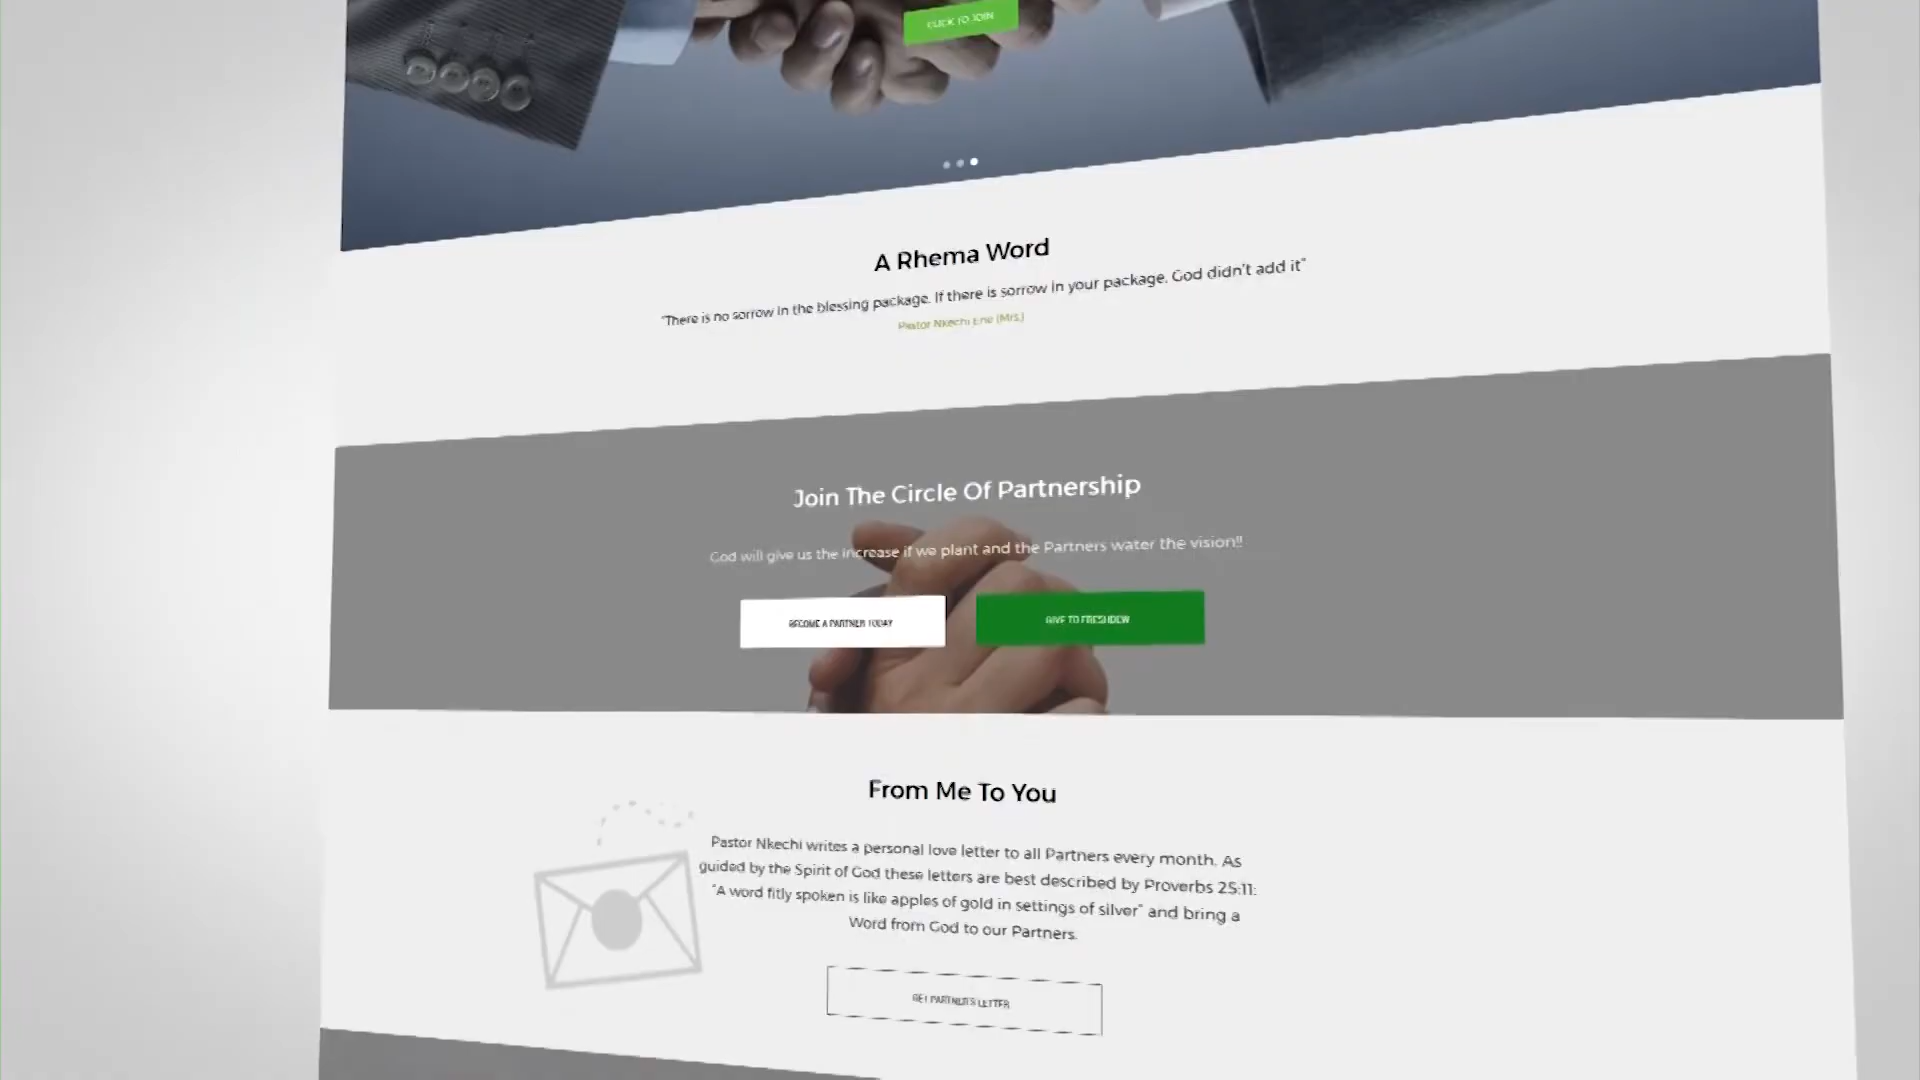 CLICK TO JOIN
A Rhema Word
"There is no sorrow in the blessing package. If there is sorrow in your package. God didn't add it"
Pastor Nkechi Ene (Mrs.)
Join The Circle Of Partnership
God will give us the increase if we plant and the Partners water the vision!!
BECOME A PARTNER TODAY
GIVE TO FRESHDEW
From Me To You
Pastor Nkechi writes a personal love letter to all Partners every month. As
guided by the Spirit of God these letters are best described by Proverbs 25:11:
"A word fitly spoken is like apples of gold in settings of silver" and bring a
Word from God to our Partners.
GET PARTNER'S LETTER